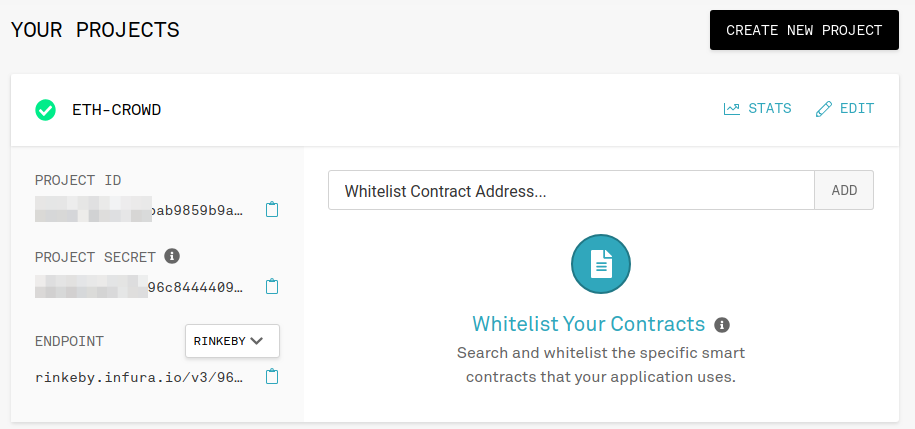 YOUR PROJECTS
CREATE NEW PROJECT
ETH-CROWD
STATS
EDIT
PROJECT ID
ab9859b9a…
PROJECT SECRET
96c8444409…
ENDPOINT
RINKEBY
rinkeby.infura.io/v3/96…
Whitelist Contract Address...
ADD
Whitelist Your Contracts
Search and whitelist the specific smart
contracts that your application uses.